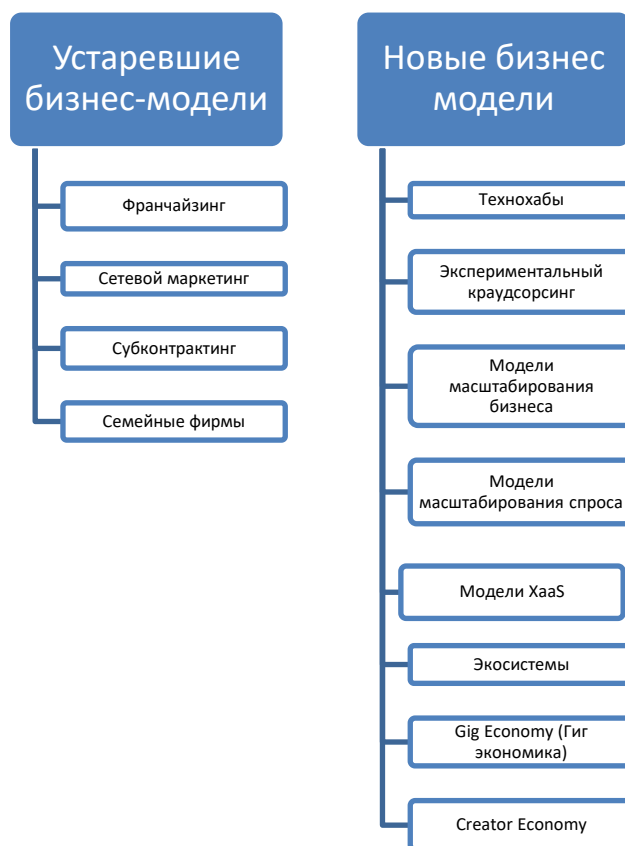 Устаревшие
бизнес-модели
Франчайзинг
Сетевой маркетинг
Субконтрактинг
Семейные фирмы
Новые бизнес
модели
Технохабы
Экспериментальный
краудсорсинг
Модели
масштабирования
бизнеса
Модели
масштабирования спроса
Модели XaaS
Экосистемы
Gig Economy (Гиг
экономика)
Creator Economy